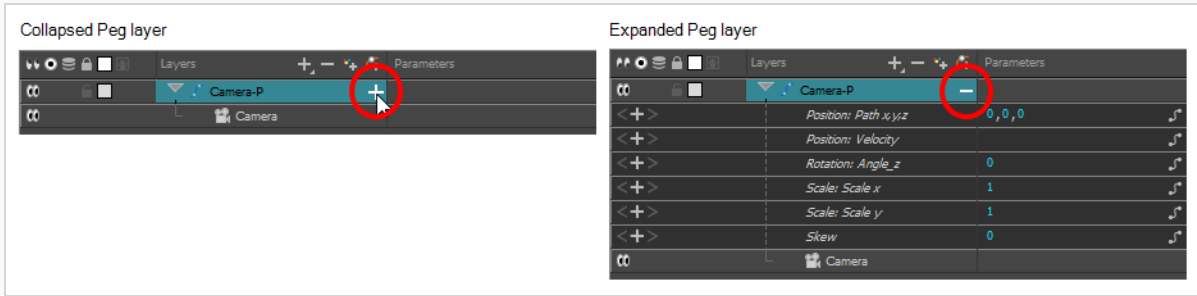 Collapsed Peg layer
Layers Parameters
Camera-P
Camera
Expanded Peg layer
Layers Parameters
Camera-P
Position: Path x,y,z 0,0,0
Position: Velocity
Rotation: Angle_z 0
Scale: Scale x 1
Scale: Scale y 1
Skew 0
Camera